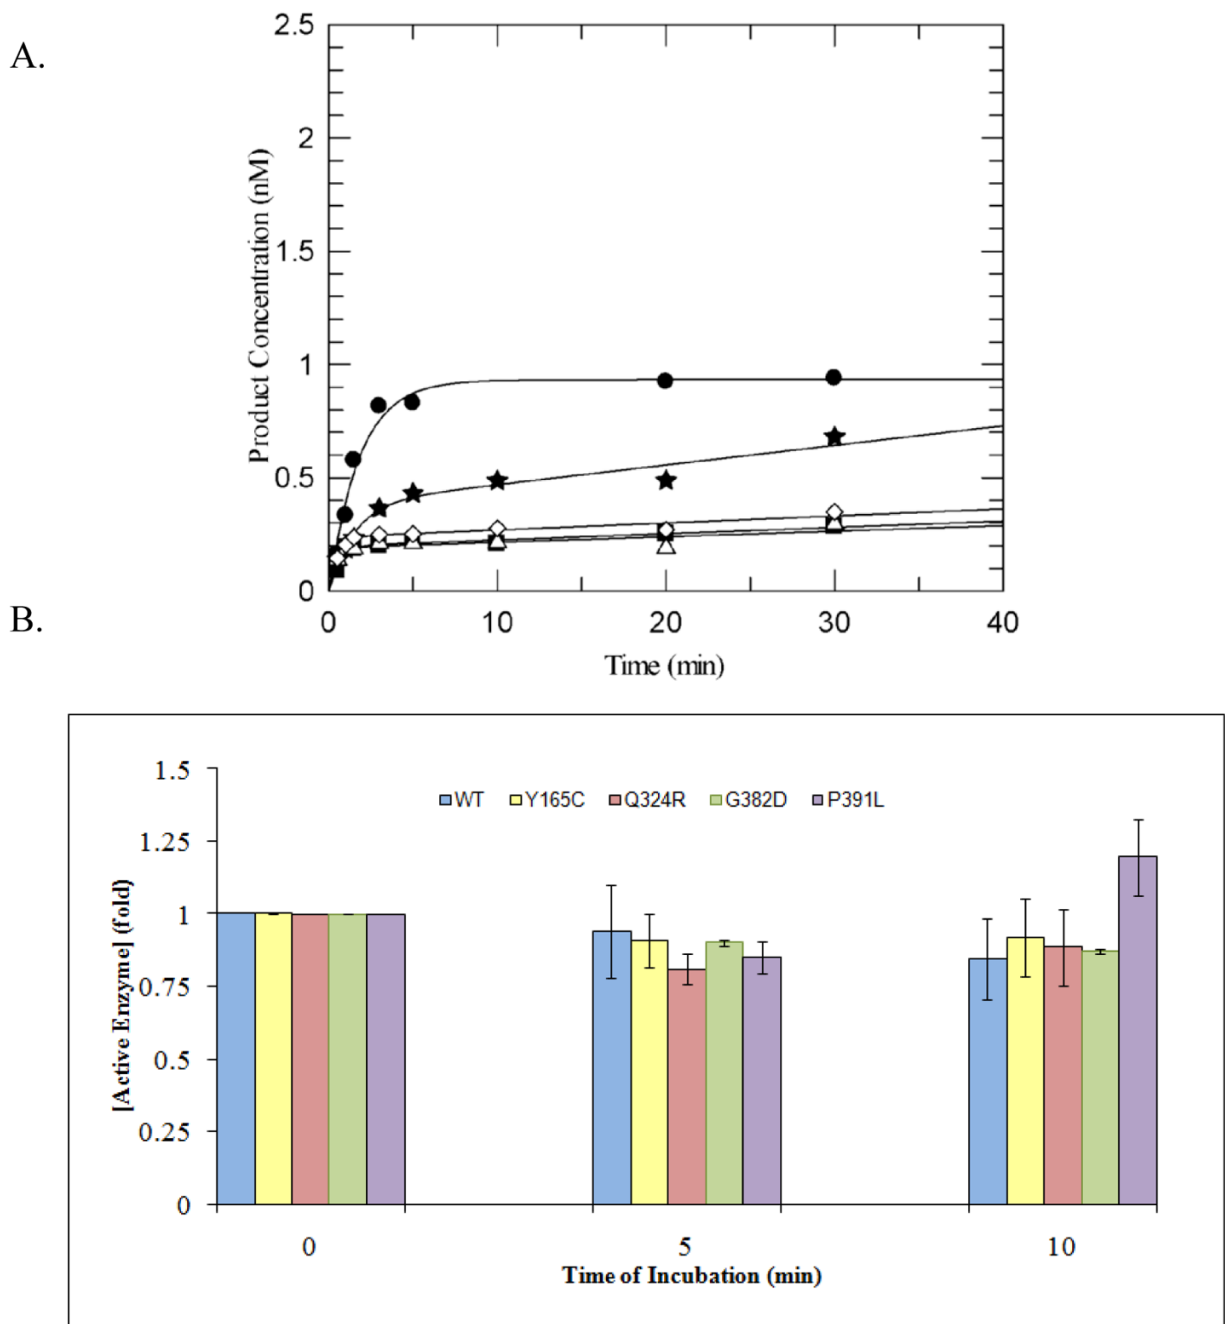 A.
2.5
2
1.5
1
0.5
0
Product Concentration (nM)
0 10 20 30 40
Time (min)
B.
1.5
1.25
1
0.75
0.5
0.25
0
[Active Enzyme] (fold)
WT Y165C Q324R G382D P391L
0 5 10
Time of Incubation (min)